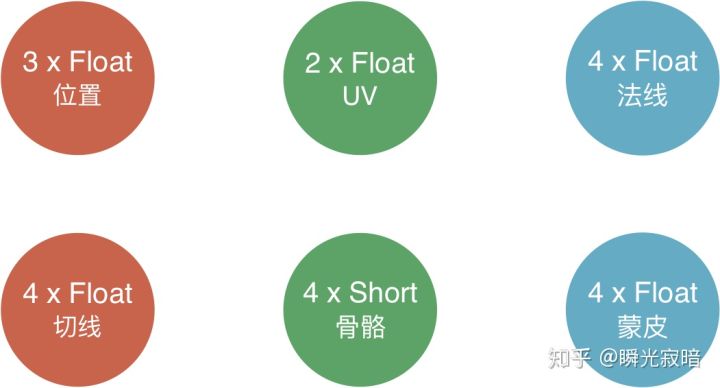 3 x Float
位置
2 x Float
UV
4 x Float
法线
4 x Float
切线
4 x Short
骨骼
4 x Float
蒙皮
知乎 @瞬光寂暗